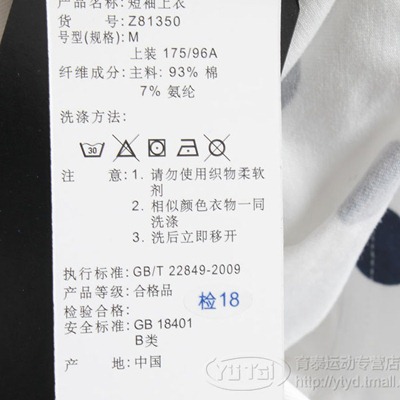 产品名称：短袖上衣
货 号：Z81350
号型(规格)：M
上装 175/96A
纤维成分：主料：93% 棉
7% 氨纶
洗涤方法：
30
注 意：1. 请勿使用织物柔软
剂
2. 相似颜色衣物一同
洗涤
3. 洗后立即移开
执行标准：GB/T 22849-2009
产品等级：合格品
检验合格：检18
安全标准：GB 18401
B类
产 地：中国
YUTGI
育泰运动专营店
http://ytyd.tmall.